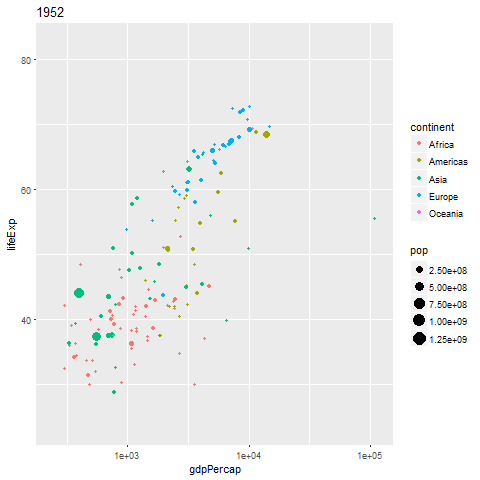 1952
80
60
40
lifeExp
1e+03
1e+04
1e+05
gdpPercap
continent
Africa
Americas
Asia
Europe
Oceania
pop
2.50e+08
5.00e+08
7.50e+08
1.00e+09
1.25e+09